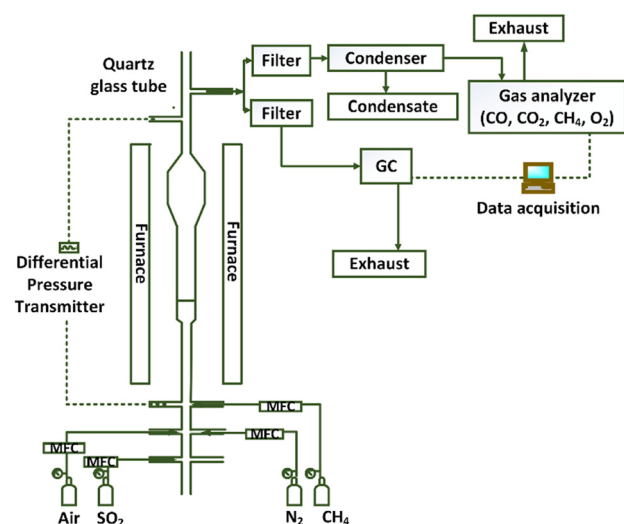 Exhaust
Quartz
glass tube
Filter
Condenser
Filter
Condensate
Gas analyzer
(CO, CO₂, CH₄, O₂)
GC
Data acquisition
Furnace
Furnace
Differential
Pressure
Transmitter
Exhaust
MFC
MFC
MFC
MFC
Air
SO₂
N₂
CH₄